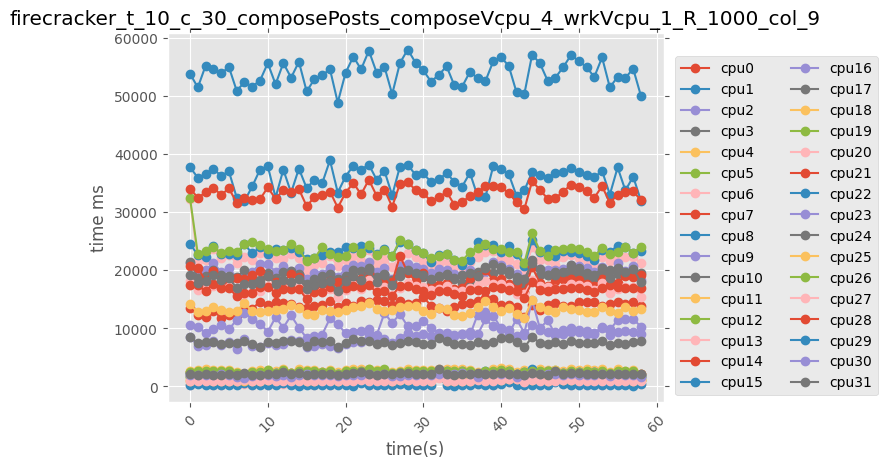 firecracker_t_10_c_30_composePosts_composeVcpu_4_wrkVcpu_1_R_1000_col_9
60000
50000
40000
30000
20000
10000
0
time ms
0
10
20
30
40
50
60
time(s)
cpu0
cpu1
cpu2
cpu3
cpu4
cpu5
cpu6
cpu7
cpu8
cpu9
cpu10
cpu11
cpu12
cpu13
cpu14
cpu15
cpu16
cpu17
cpu18
cpu19
cpu20
cpu21
cpu22
cpu23
cpu24
cpu25
cpu26
cpu27
cpu28
cpu29
cpu30
cpu31